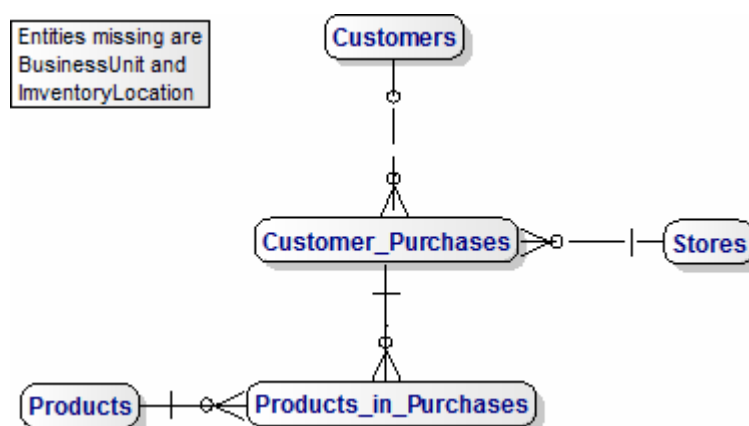 Entities missing are
BusinessUnit and
ImventoryLocation
Customers
Customer_Purchases
Stores
Products
Products_in_Purchases